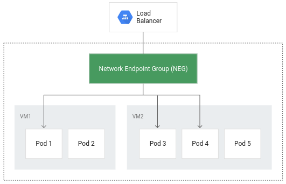 Load
Balancer
Network Endpoint Group (NEG)
VM1
VM2
Pod 1
Pod 2
Pod 3
Pod 4
Pod 5